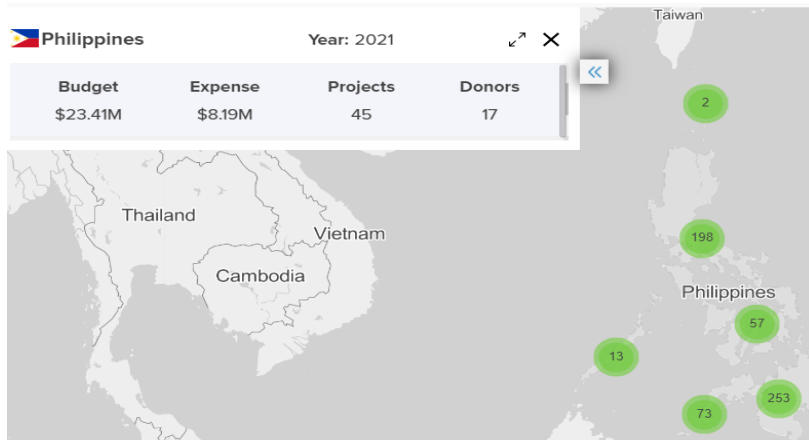 Philippines Year: 2021
Budget Expense Projects Donors
$23.41M $8.19M 45 17
Taiwan
2
Thailand
Vietnam
198
Cambodia
Philippines
57
13
253
73